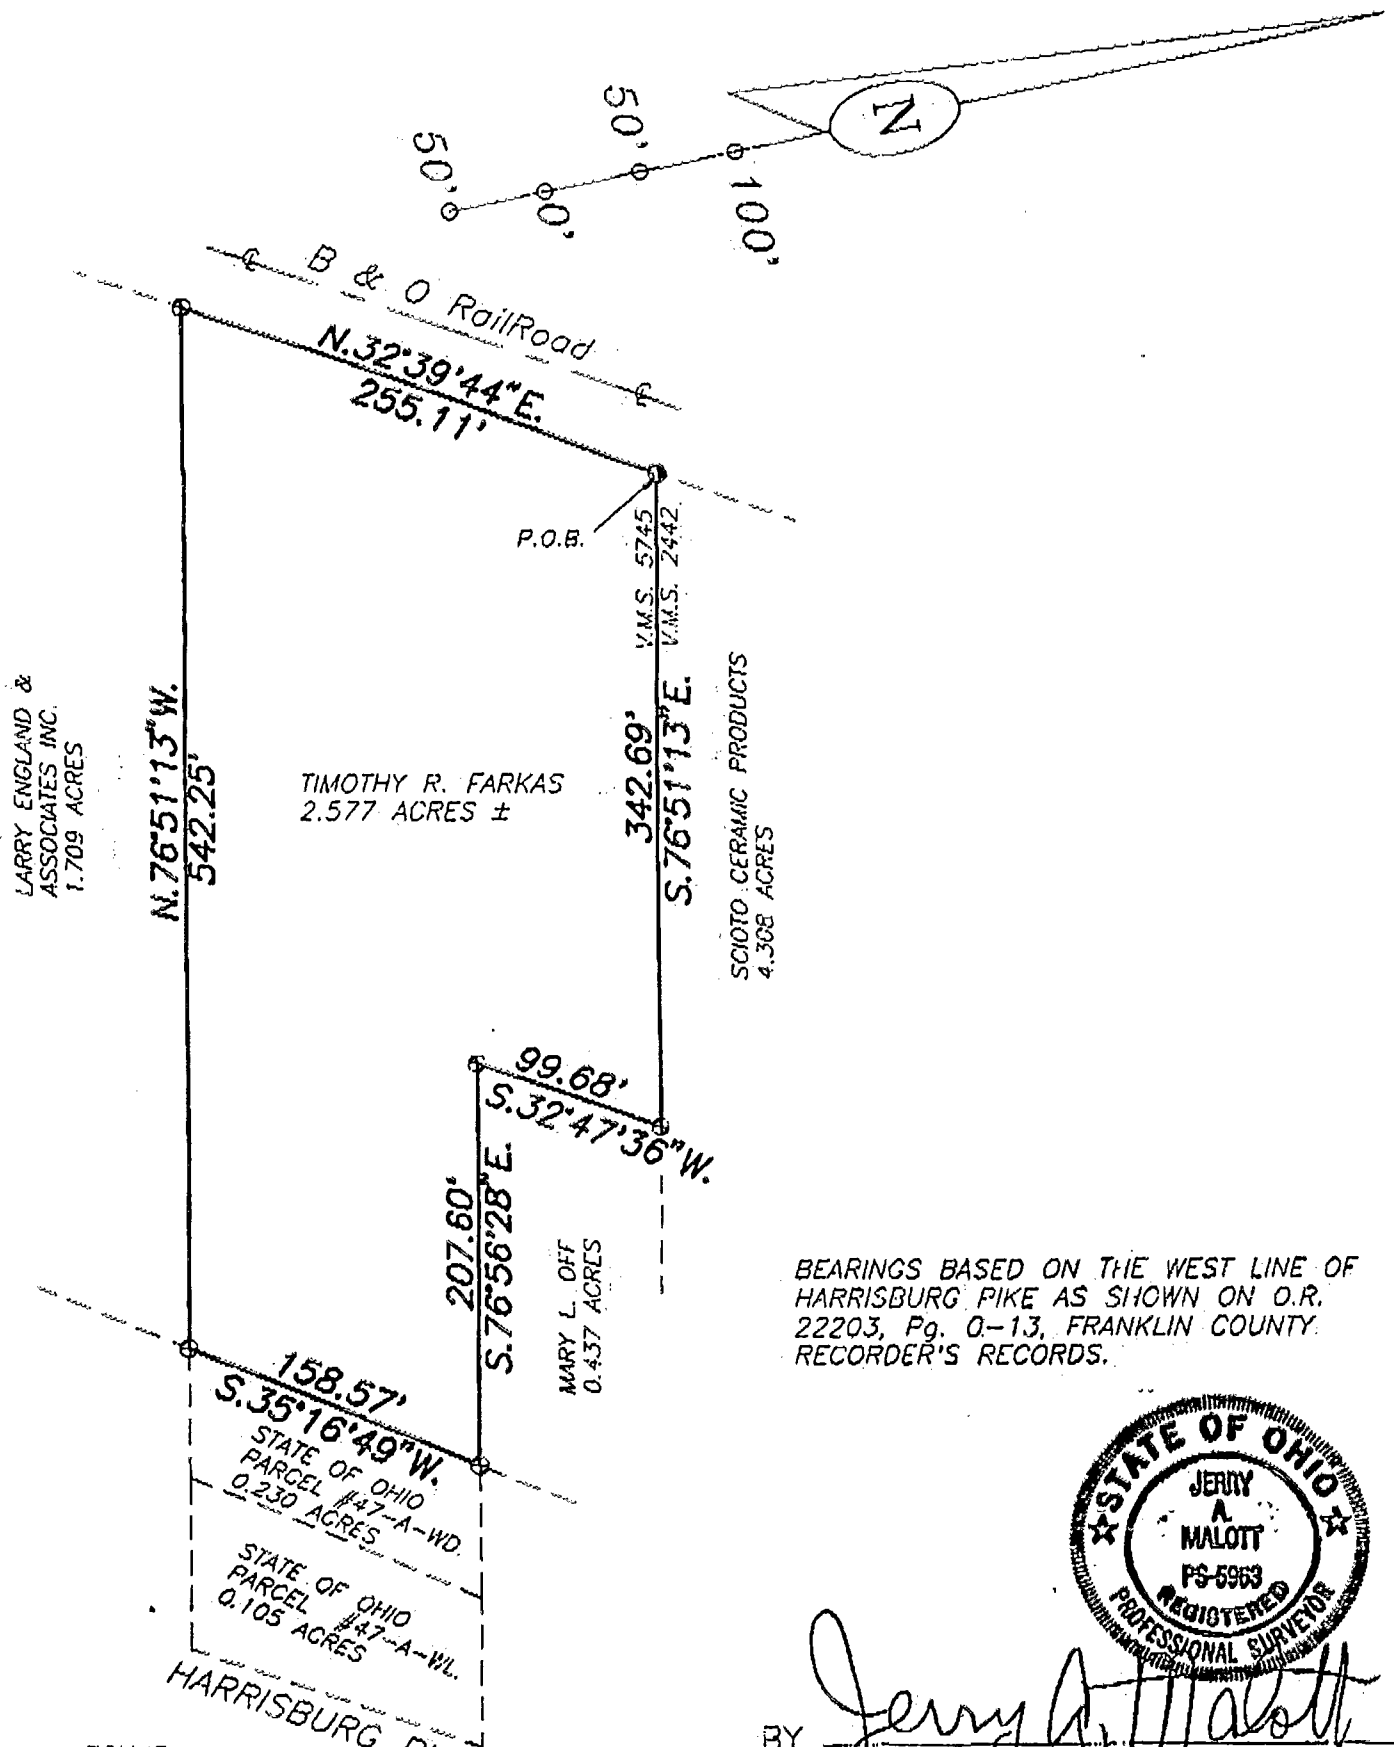 N
50'
0'
50'
100'
B & O RailRoad
N.32°39'44"E.
255.11'
P.O.B.
V.M.S. 5745
V.M.S. 2442
342.69'
S.76°51'13"E.
SCIOTO CERAMIC PRODUCTS
4.308 ACRES
LARRY ENGLAND &
ASSOCIATES INC.
1.709 ACRES
N.76°51'13"W.
542.25'
TIMOTHY R. FARKAS
2.577 ACRES ±
99.68'
S.32°47'36"W.
207.60'
S.76°56'28"E.
MARY L. OFF
0.437 ACRES
158.57'
S.35°16'49"W.
STATE OF OHIO
PARCEL #47-A-WD.
0.230 ACRES
STATE OF OHIO
PARCEL #47-A-WL.
0.105 ACRES
HARRISBURG
BEARINGS BASED ON THE WEST LINE OF
HARRISBURG PIKE AS SHOWN ON O.R.
22203, Pg. O-13, FRANKLIN COUNTY
RECORDER'S RECORDS.
STATE OF OHIO
JERRY
A.
MALOTT
PS-5963
REGISTERED
PROFESSIONAL SURVEYOR
BY Jerry A. Malott